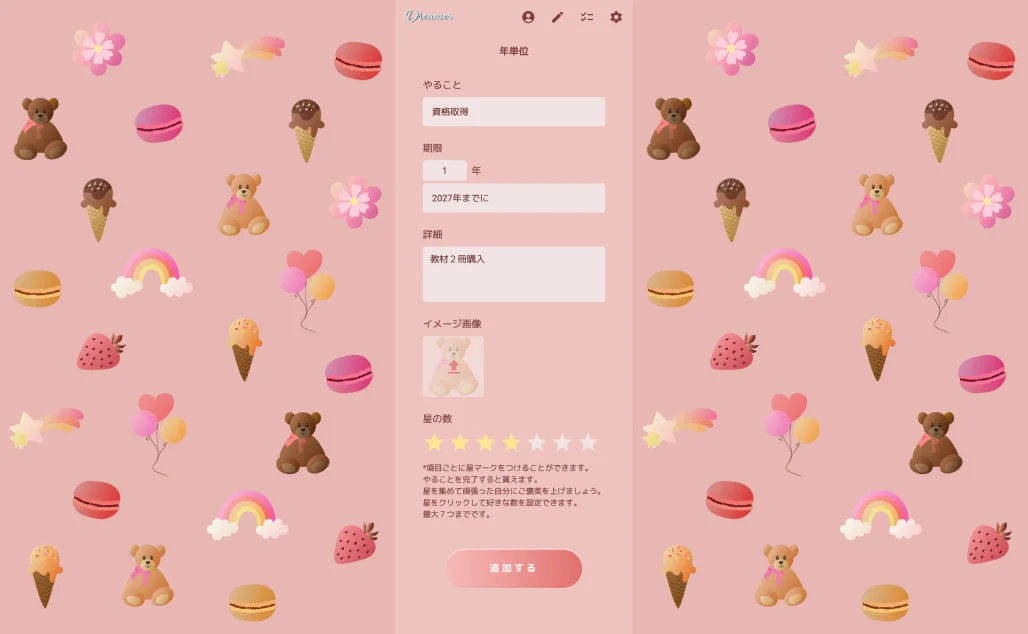 Dreamer
年単位
やること
資格取得
期限
1 年
2027年までに
詳細
教材２冊購入
イメージ画像
星の数
*項目ごとに星マークをつけることができます。
やることを完了すると貰えます。
星を集めて頑張った自分にご褒美を上げましょう。
星をクリックして好きな数を設定できます。
最大７つまでです。
追加する